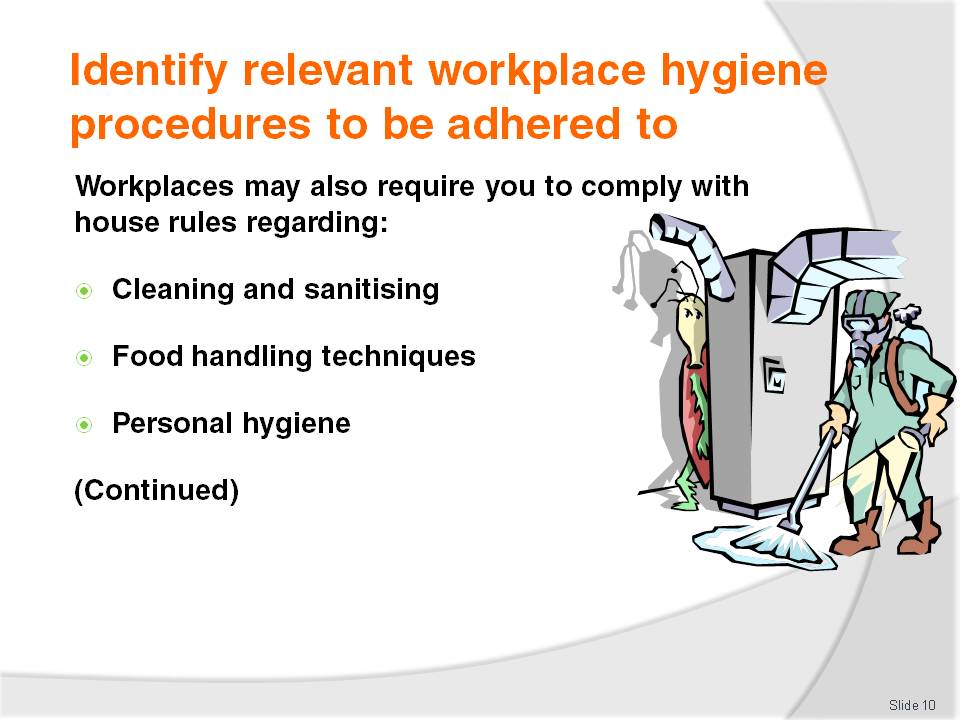 Identify relevant workplace hygiene
procedures to be adhered to
Workplaces may also require you to comply with
house rules regarding:
Cleaning and sanitising
Food handling techniques
Personal hygiene
(Continued)
Slide 10